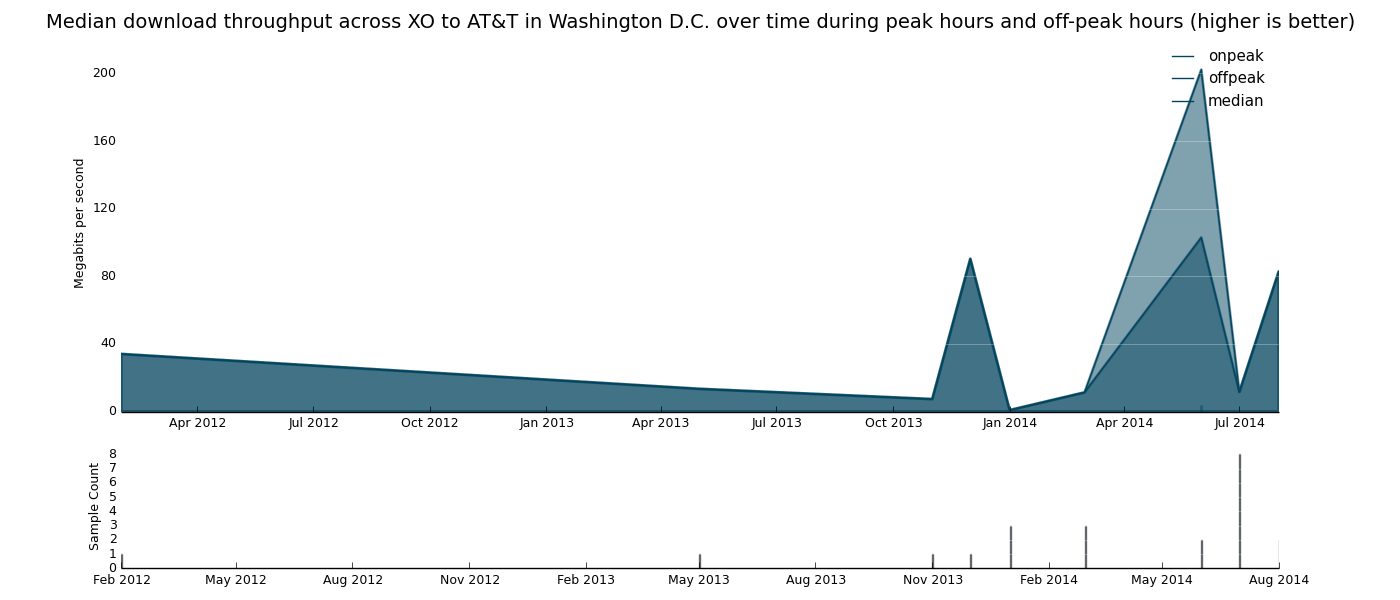 Median download throughput across XO to AT&T in Washington D.C. over time during peak hours and off-peak hours (higher is better)
onpeak
offpeak
median
200
160
120
80
40
0
Megabits per second
Apr 2012 Jul 2012 Oct 2012 Jan 2013 Apr 2013 Jul 2013 Oct 2013 Jan 2014 Apr 2014 Jul 2014
8
7
6
5
4
3
2
1
0
Sample Count
Feb 2012 May 2012 Aug 2012 Nov 2012 Feb 2013 May 2013 Aug 2013 Nov 2013 Feb 2014 May 2014 Aug 2014